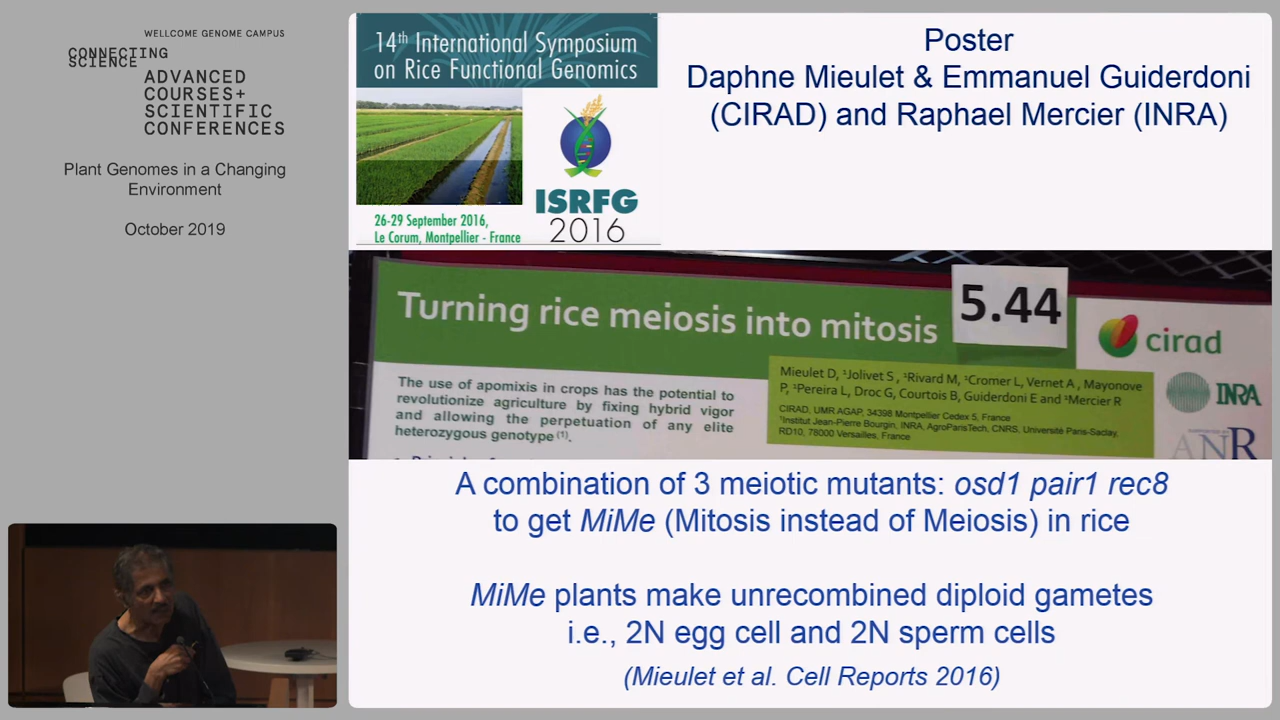 WELLCOME GENOME CAMPUS
CONNECTING
SCIENCE
ADVANCED
COURSES+
SCIENTIFIC
CONFERENCES
Plant Genomes in a Changing
Environment
October 2019
14th International Symposium
on Rice Functional Genomics
26-29 September 2016,
Le Corum, Montpellier - France
ISRFG
2016
Poster
Daphne Mieulet & Emmanuel Guiderdoni
(CIRAD) and Raphael Mercier (INRA)
Turning rice meiosis into mitosis
5.44
cirad
INRA
ANR
The use of apomixis in crops has the potential to
revolutionize agriculture by fixing hybrid vigor
and allowing the perpetuation of any elite
heterozygous genotype (1).
Mieulet D, ¹Jolivet S , ¹Rivard M, ¹Cromer L, Vernet A , Mayonove
P, ¹Pereira L, Droc G, Courtois B, Guiderdoni E and ¹Mercier R
CIRAD, UMR AGAP, 34398 Montpellier Cedex 5, France
¹Institut Jean-Pierre Bourgin, INRA, AgroParisTech, CNRS, Université Paris-Saclay,
RD10, 78000 Versailles, France
A combination of 3 meiotic mutants: osd1 pair1 rec8
to get MiMe (Mitosis instead of Meiosis) in rice
MiMe plants make unrecombined diploid gametes
i.e., 2N egg cell and 2N sperm cells
(Mieulet et al. Cell Reports 2016)